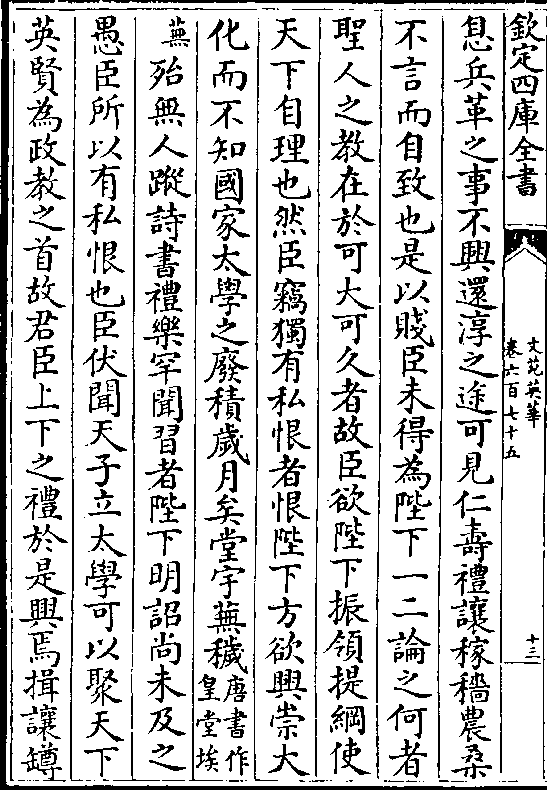 欽定四庫全書
文苑英華
卷六百七十五
十三
息兵革之事不興還淳之途可見仁壽禮讓稼穡農桑
不言而自致也是以賤臣未得為陛下一二論之何者
聖人之教在於可大可久者故臣欲陛下振領提綱使
天下自理也然臣竊獨有私恨者恨陛下方欲興崇大
化而不知國家太學之廢積歲月矣堂宇蕪穢唐書作皇堂埃
蕪殆無人蹤詩書禮樂罕聞習者陛下明詔尚未及之
愚臣所以有私恨也臣伏聞天子立太學可以聚天下
英賢為政教之首故君臣上下之禮於是興焉揖讓罇